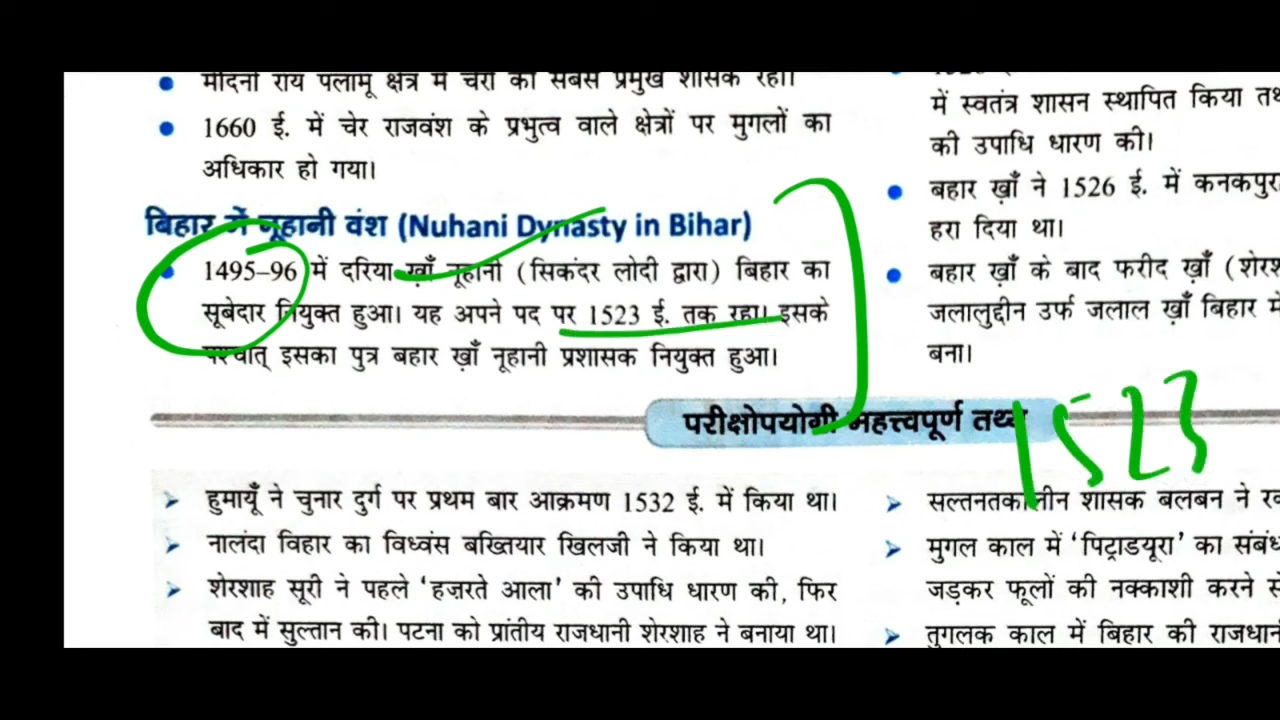 मेदिनी राय पलामू क्षेत्र में चेरों का सबसे प्रमुख शासक रहा।
1660 ई. में चेर राजवंश के प्रभुत्व वाले क्षेत्रों पर मुगलों का
अधिकार हो गया।
बिहार में नूहानी वंश (Nuhani Dynasty in Bihar)
1495–96 में दरिया ख़ाँ नूहानी (सिकंदर लोदी द्वारा) बिहार का
सूबेदार नियुक्त हुआ। यह अपने पद पर 1523 ई. तक रहा। इसके
पश्चात् इसका पुत्र बहार ख़ाँ नूहानी प्रशासक नियुक्त हुआ।
में स्वतंत्र शासन स्थापित किया
की उपाधि धारण की।
बहार ख़ाँ ने 1526 ई. में
हरा दिया था।
बहार ख़ाँ के बाद फरीद ख़ाँ
जलालुद्दीन उर्फ जलाल ख़ाँ बिहार
बना।
1523
परीक्षोपयोगी महत्त्वपूर्ण तथ्य
हुमायूँ ने चुनार दुर्ग पर प्रथम बार आक्रमण 1532 ई. में किया था।
नालंदा विहार का विध्वंस बख्तियार खिलजी ने किया था।
शेरशाह सूरी ने पहले ‘हज़रते आला’ की उपाधि धारण की, फिर
बाद में सुल्तान की। पटना को प्रांतीय राजधानी शेरशाह ने बनाया था।
सल्तनतकालीन शासक बलबन ने
मुगल काल में ‘पिट्राड्यूरा’ का संबंध
जड़कर फूलों की नक्काशी करने
तुगलक काल में बिहार की राजधानी